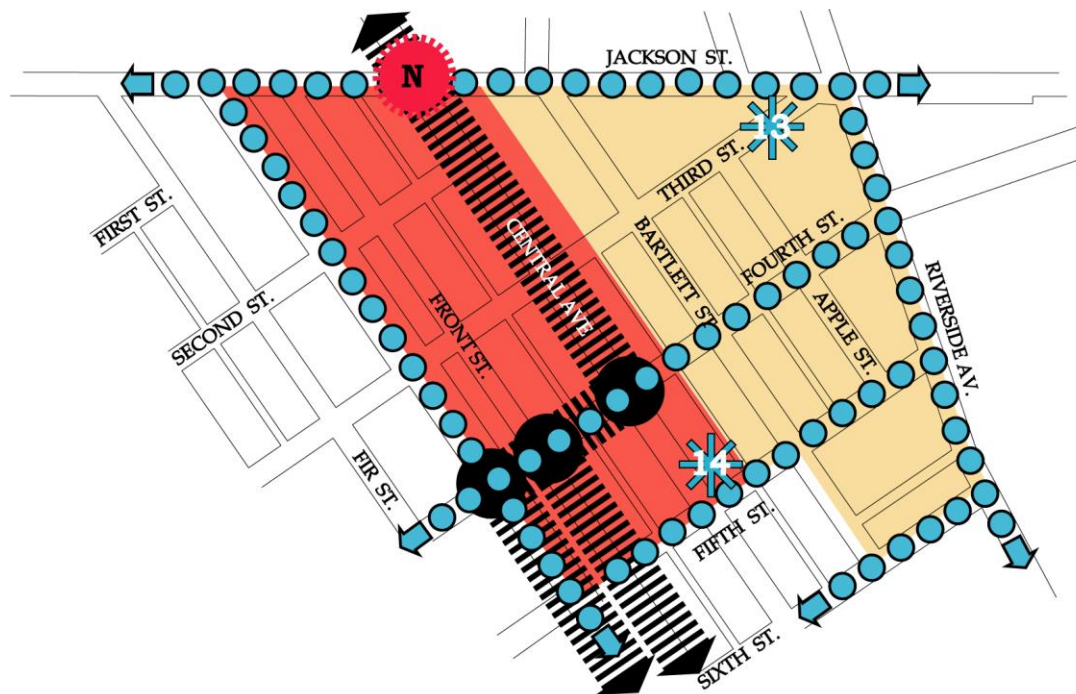 N
JACKSON ST.
13
THIRD ST.
FIRST ST.
CENTRAL AVE
BARTLETT ST.
FOURTH ST.
SECOND ST.
FRONT ST.
APPLE ST.
RIVERSIDE AV.
FIR ST.
14
FIFTH ST.
SIXTH ST.